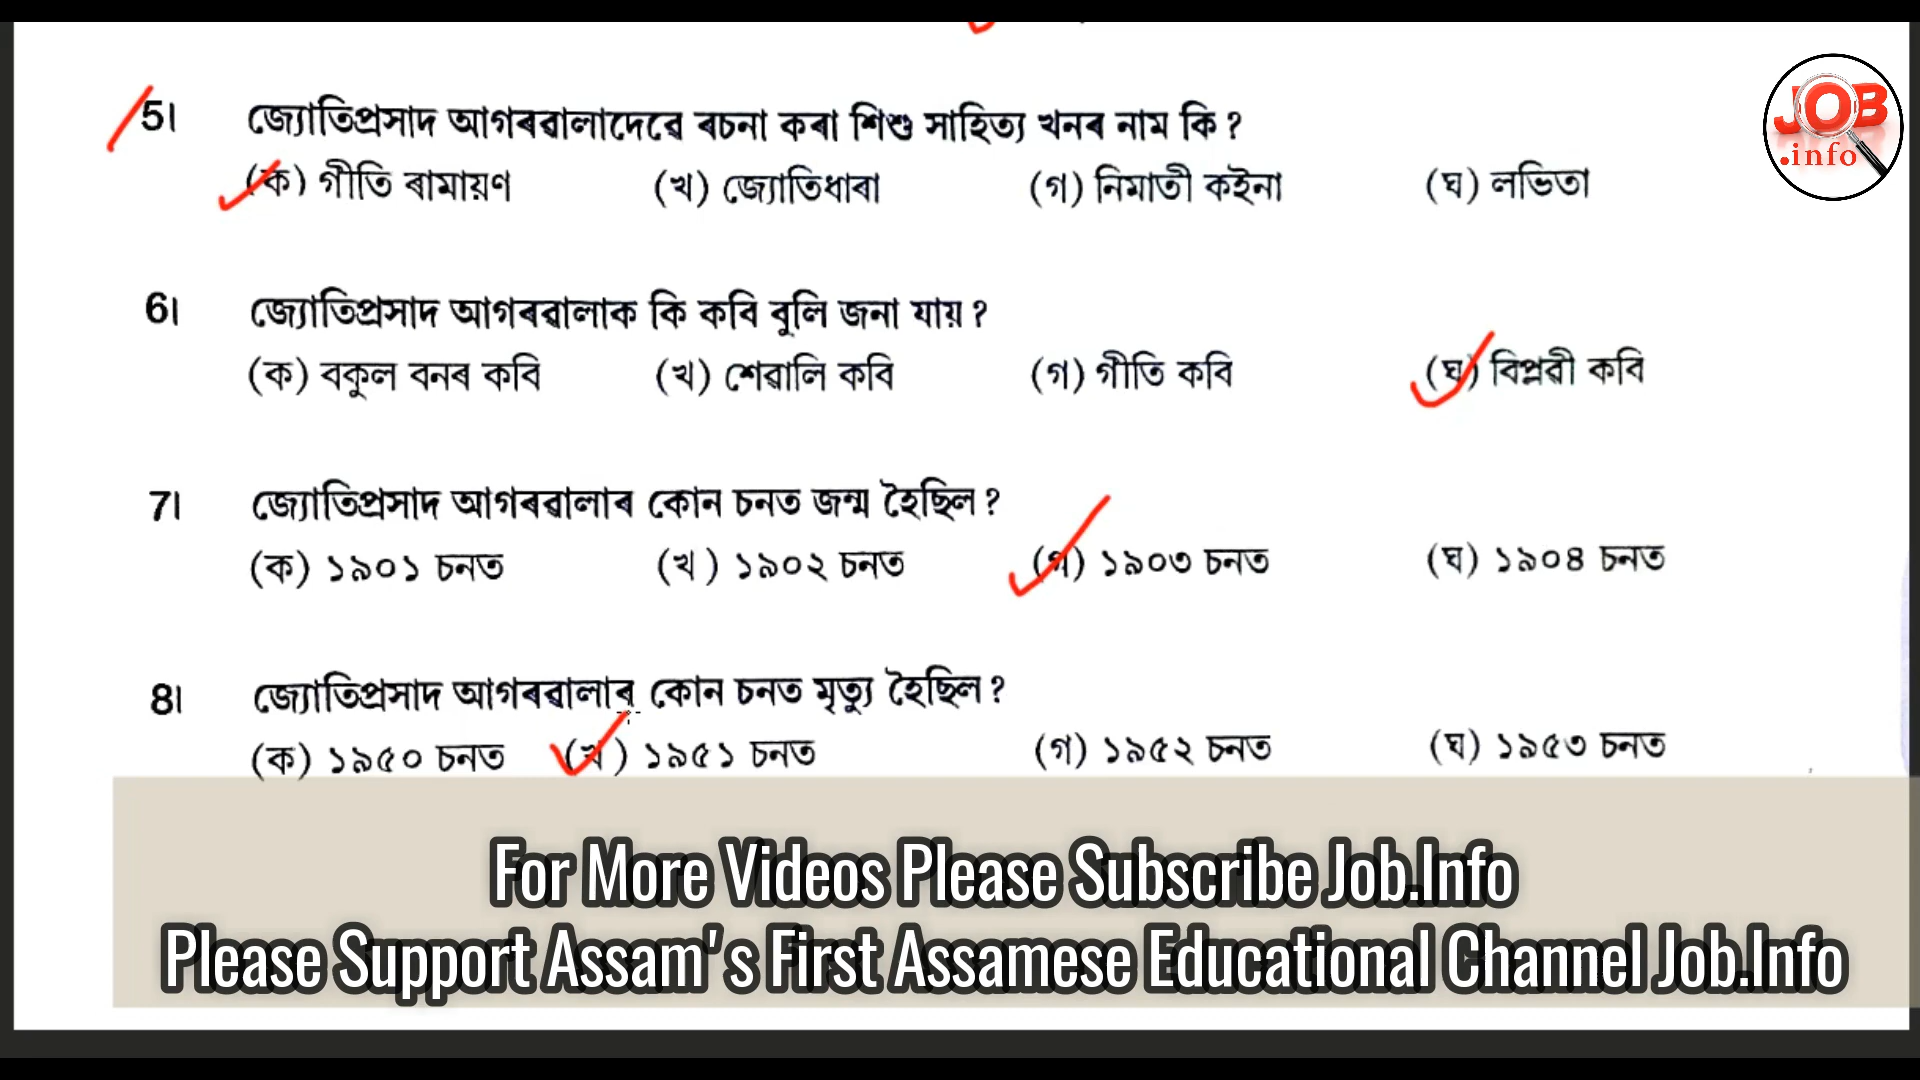 JOB
.info
5। জ্যোতিপ্ৰসাদ আগৰৱালাদেৱে ৰচনা কৰা শিশু সাহিত্য খনৰ নাম কি ?
(ক) গীতি ৰামায়ণ (খ) জ্যোতিধাৰা (গ) নিমাতী কইনা (ঘ) লভিতা
6। জ্যোতিপ্ৰসাদ আগৰৱালাক কি কবি বুলি জনা যায় ?
(ক) বকুল বনৰ কবি (খ) শেৱালি কবি (গ) গীতি কবি (ঘ) বিপ্লৱী কবি
7। জ্যোতিপ্ৰসাদ আগৰৱালাৰ কোন চনত জন্ম হৈছিল ?
(ক) ১৯০১ চনত (খ) ১৯০২ চনত (গ) ১৯০৩ চনত (ঘ) ১৯০৪ চনত
8। জ্যোতিপ্ৰসাদ আগৰৱালাৰ কোন চনত মৃত্যু হৈছিল ?
(ক) ১৯৫০ চনত (খ) ১৯৫১ চনত (গ) ১৯৫২ চনত (ঘ) ১৯৫৩ চনত
For More Videos Please Subscribe Job.Info
Please Support Assam's First Assamese Educational Channel Job.Info